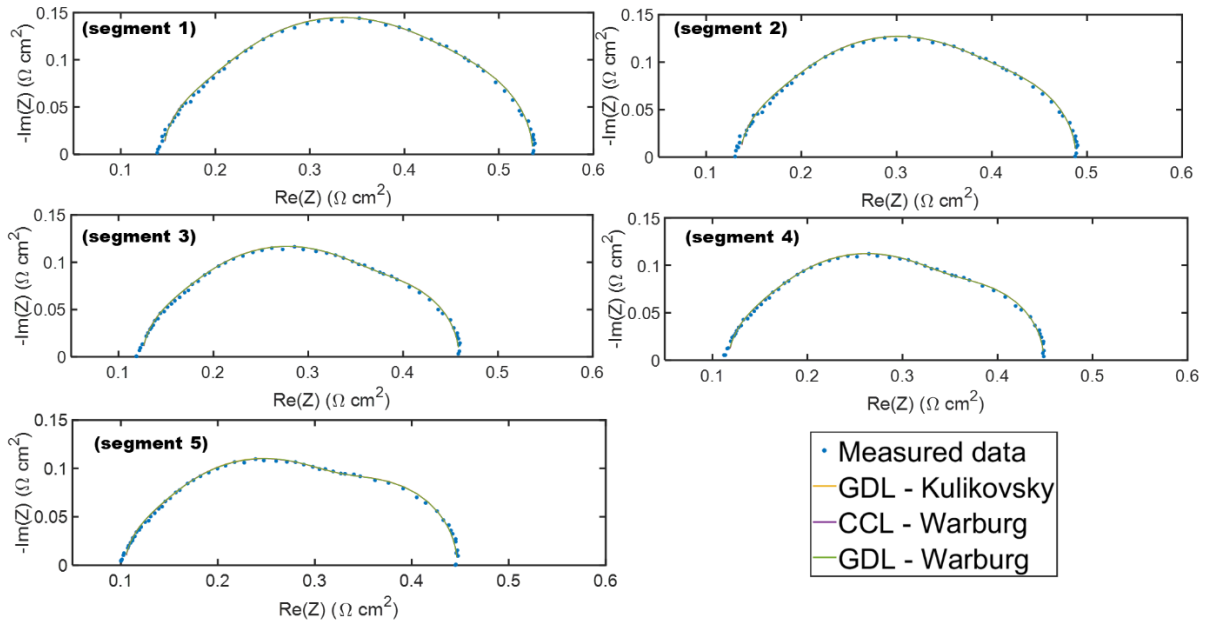 (segment 1)
-Im(Z) (Ω cm2)
0.15
0.1
0.05
0
0.1 0.2 0.3 0.4 0.5 0.6
Re(Z) (Ω cm2)
(segment 2)
-Im(Z) (Ω cm2)
0.15
0.1
0.05
0
0.1 0.2 0.3 0.4 0.5 0.6
Re(Z) (Ω cm2)
(segment 3)
-Im(Z) (Ω cm2)
0.15
0.1
0.05
0
0.1 0.2 0.3 0.4 0.5 0.6
Re(Z) (Ω cm2)
(segment 4)
-Im(Z) (Ω cm2)
0.15
0.1
0.05
0
0.1 0.2 0.3 0.4 0.5 0.6
Re(Z) (Ω cm2)
(segment 5)
-Im(Z) (Ω cm2)
0.15
0.1
0.05
0
0.1 0.2 0.3 0.4 0.5 0.6
Re(Z) (Ω cm2)
Measured data
GDL - Kulikovsky
CCL - Warburg
GDL - Warburg